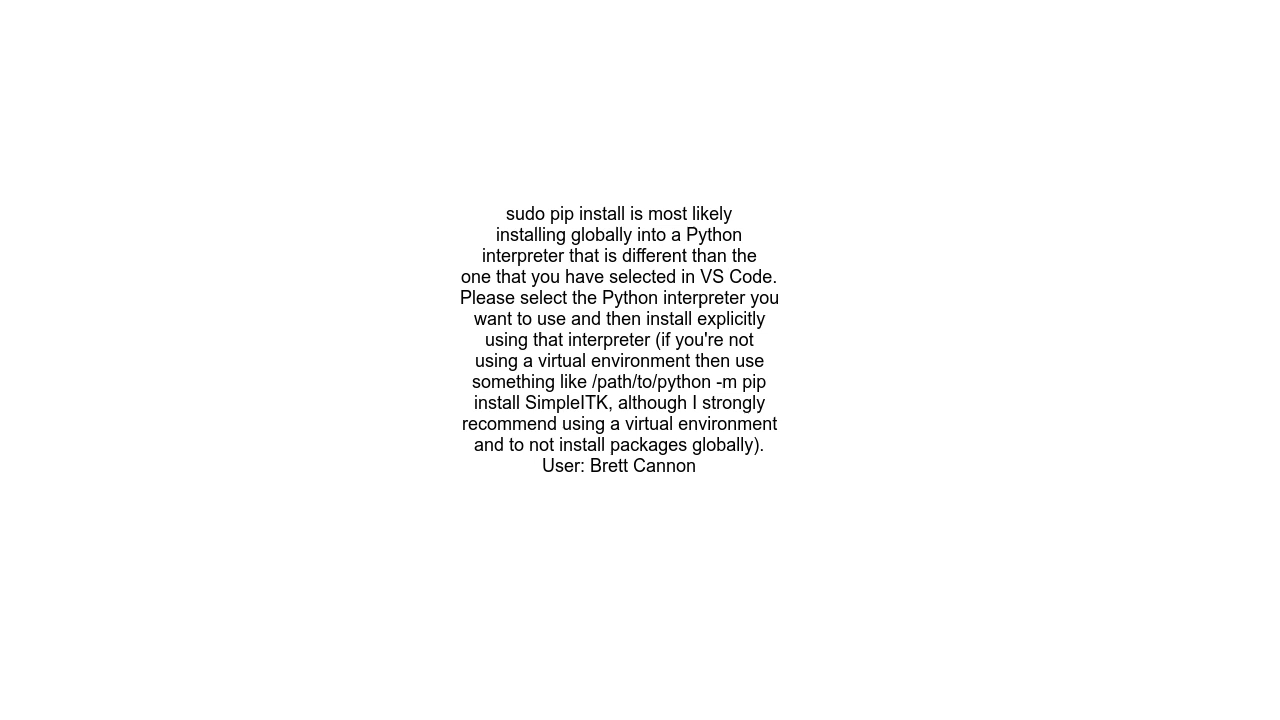 sudo pip install is most likely
installing globally into a Python
interpreter that is different than the
one that you have selected in VS Code.
Please select the Python interpreter you
want to use and then install explicitly
using that interpreter (if you're not
using a virtual environment then use
something like /path/to/python -m pip
install SimpleITK, although I strongly
recommend using a virtual environment
and to not install packages globally).
User: Brett Cannon